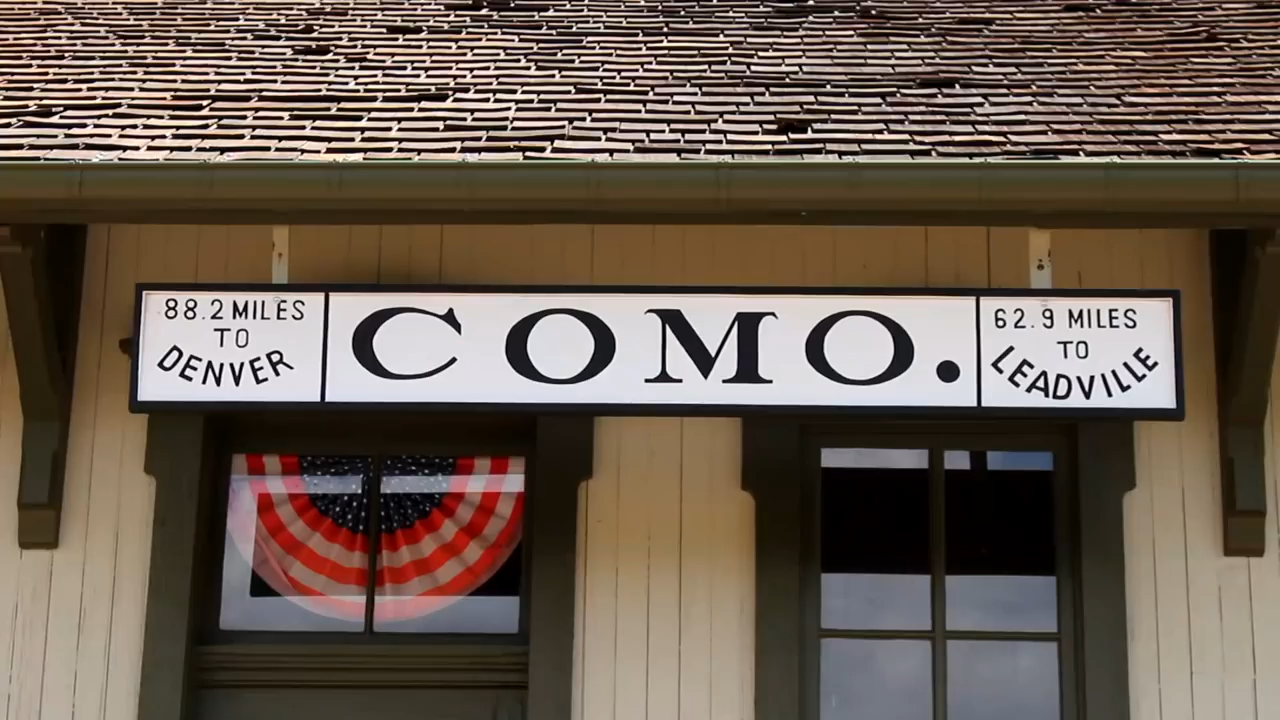 88.2 MILES
TO
DENVER
COMO.
62.9 MILES
TO
LEADVILLE